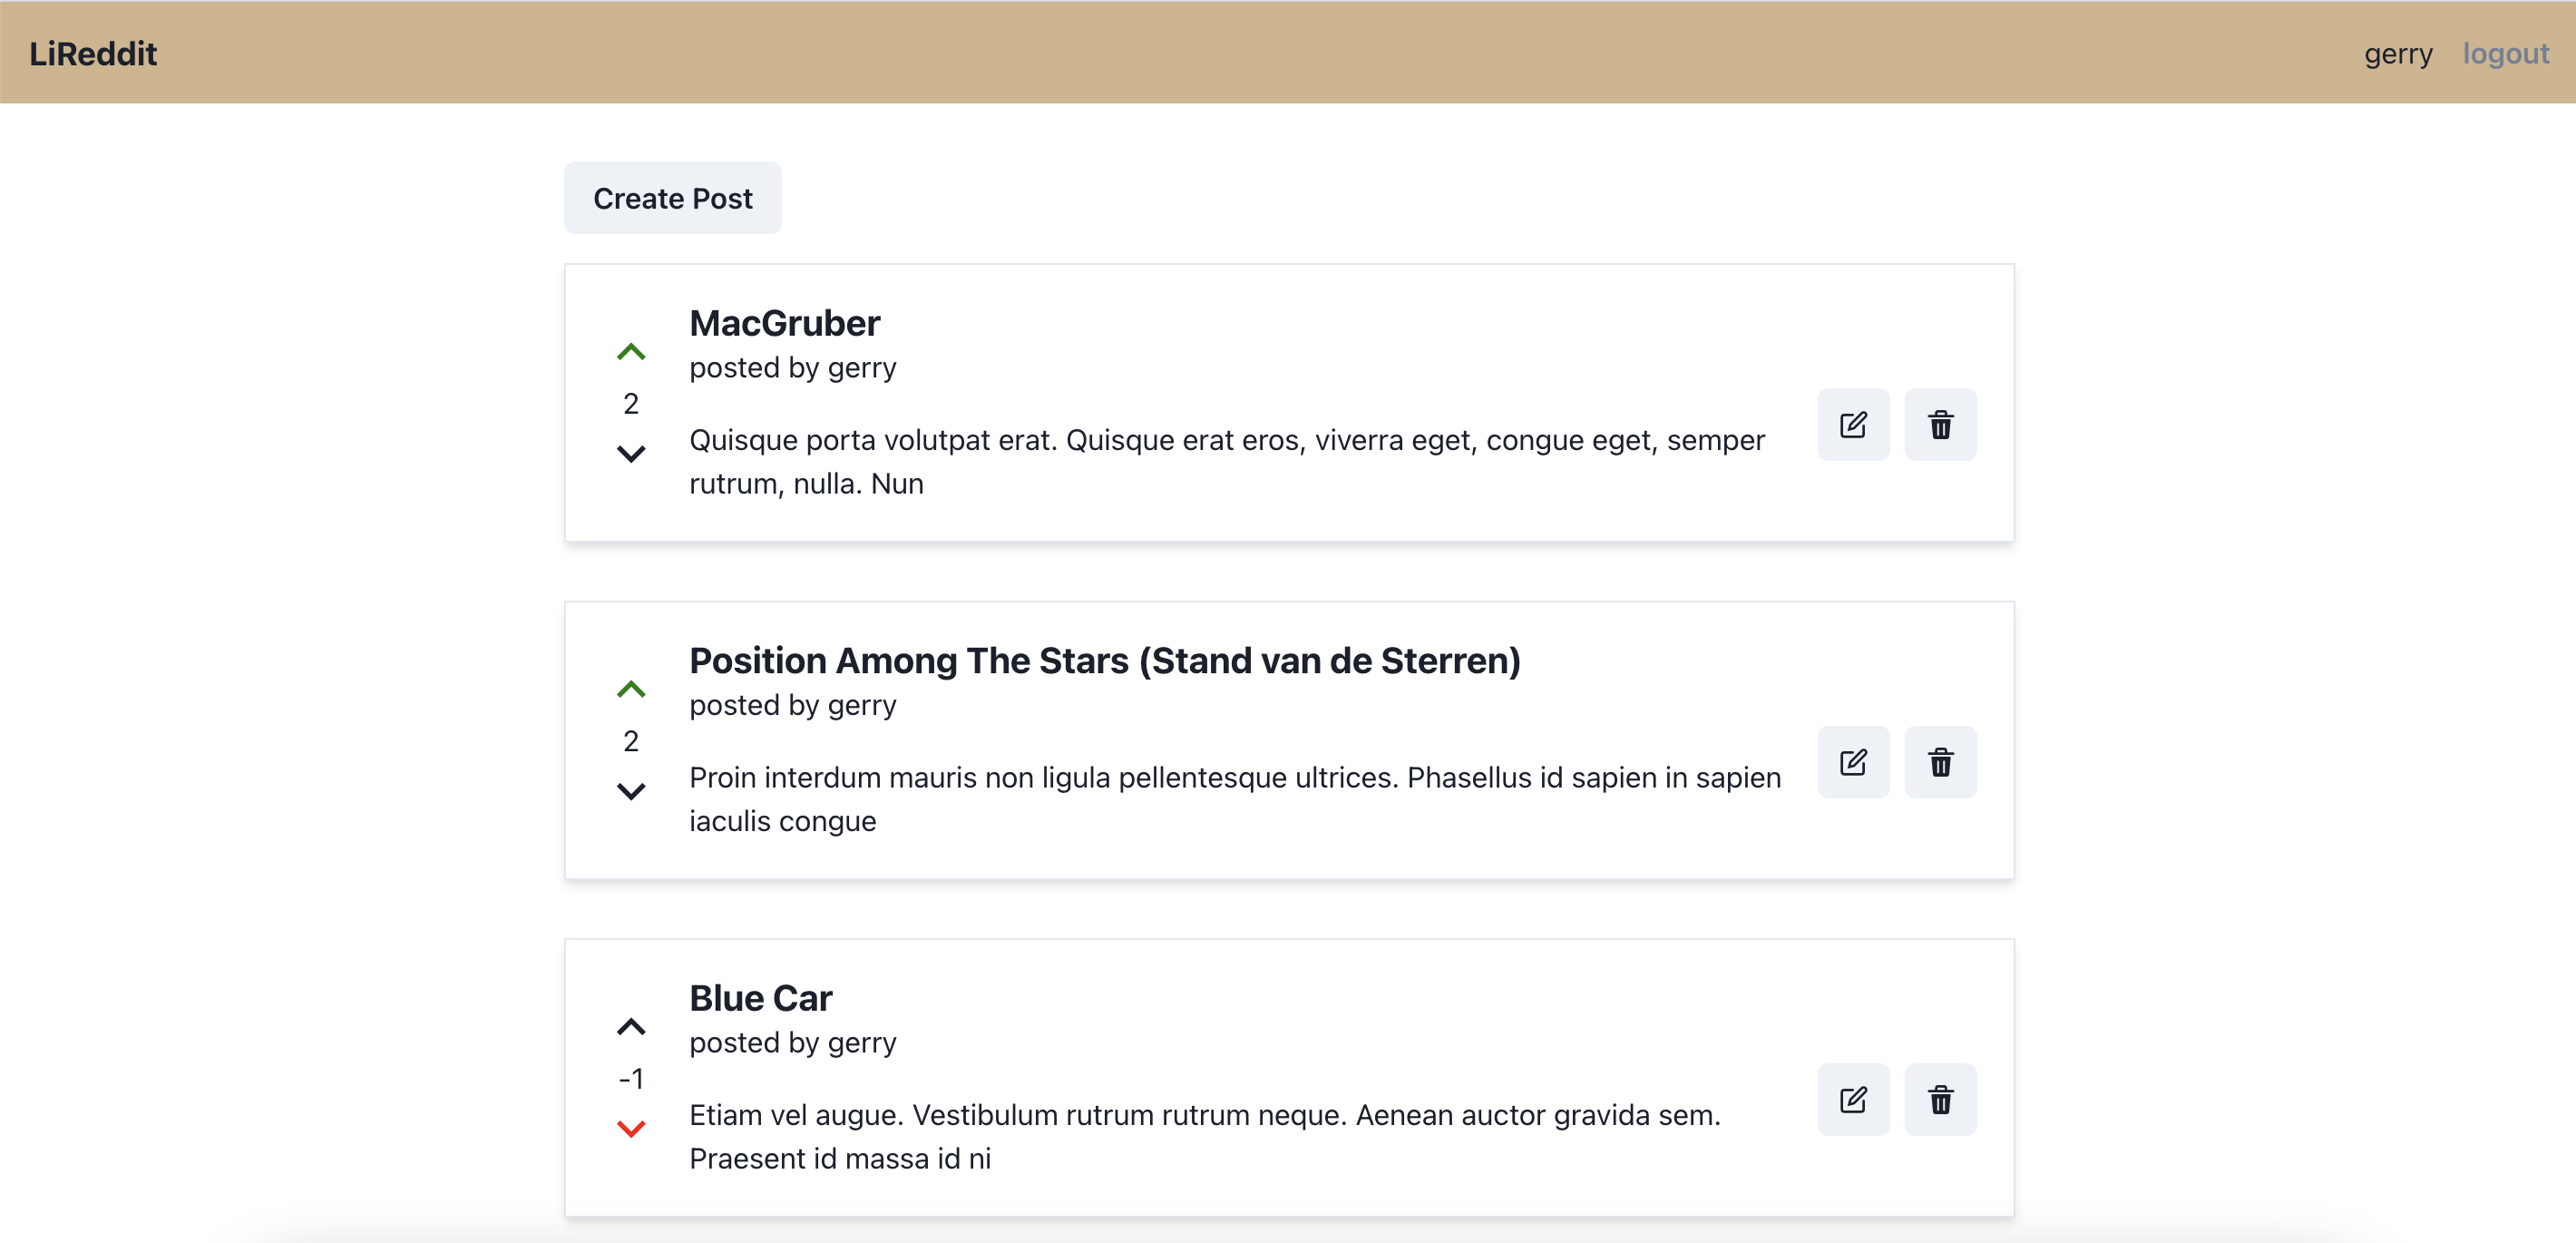 LiReddit
gerry logout
Create Post
MacGruber
posted by gerry
2
Quisque porta volutpat erat. Quisque erat eros, viverra eget, congue eget, semper
rutrum, nulla. Nun
Position Among The Stars (Stand van de Sterren)
posted by gerry
2
Proin interdum mauris non ligula pellentesque ultrices. Phasellus id sapien in sapien
iaculis congue
Blue Car
posted by gerry
-1
Etiam vel augue. Vestibulum rutrum rutrum neque. Aenean auctor gravida sem.
Praesent id massa id ni